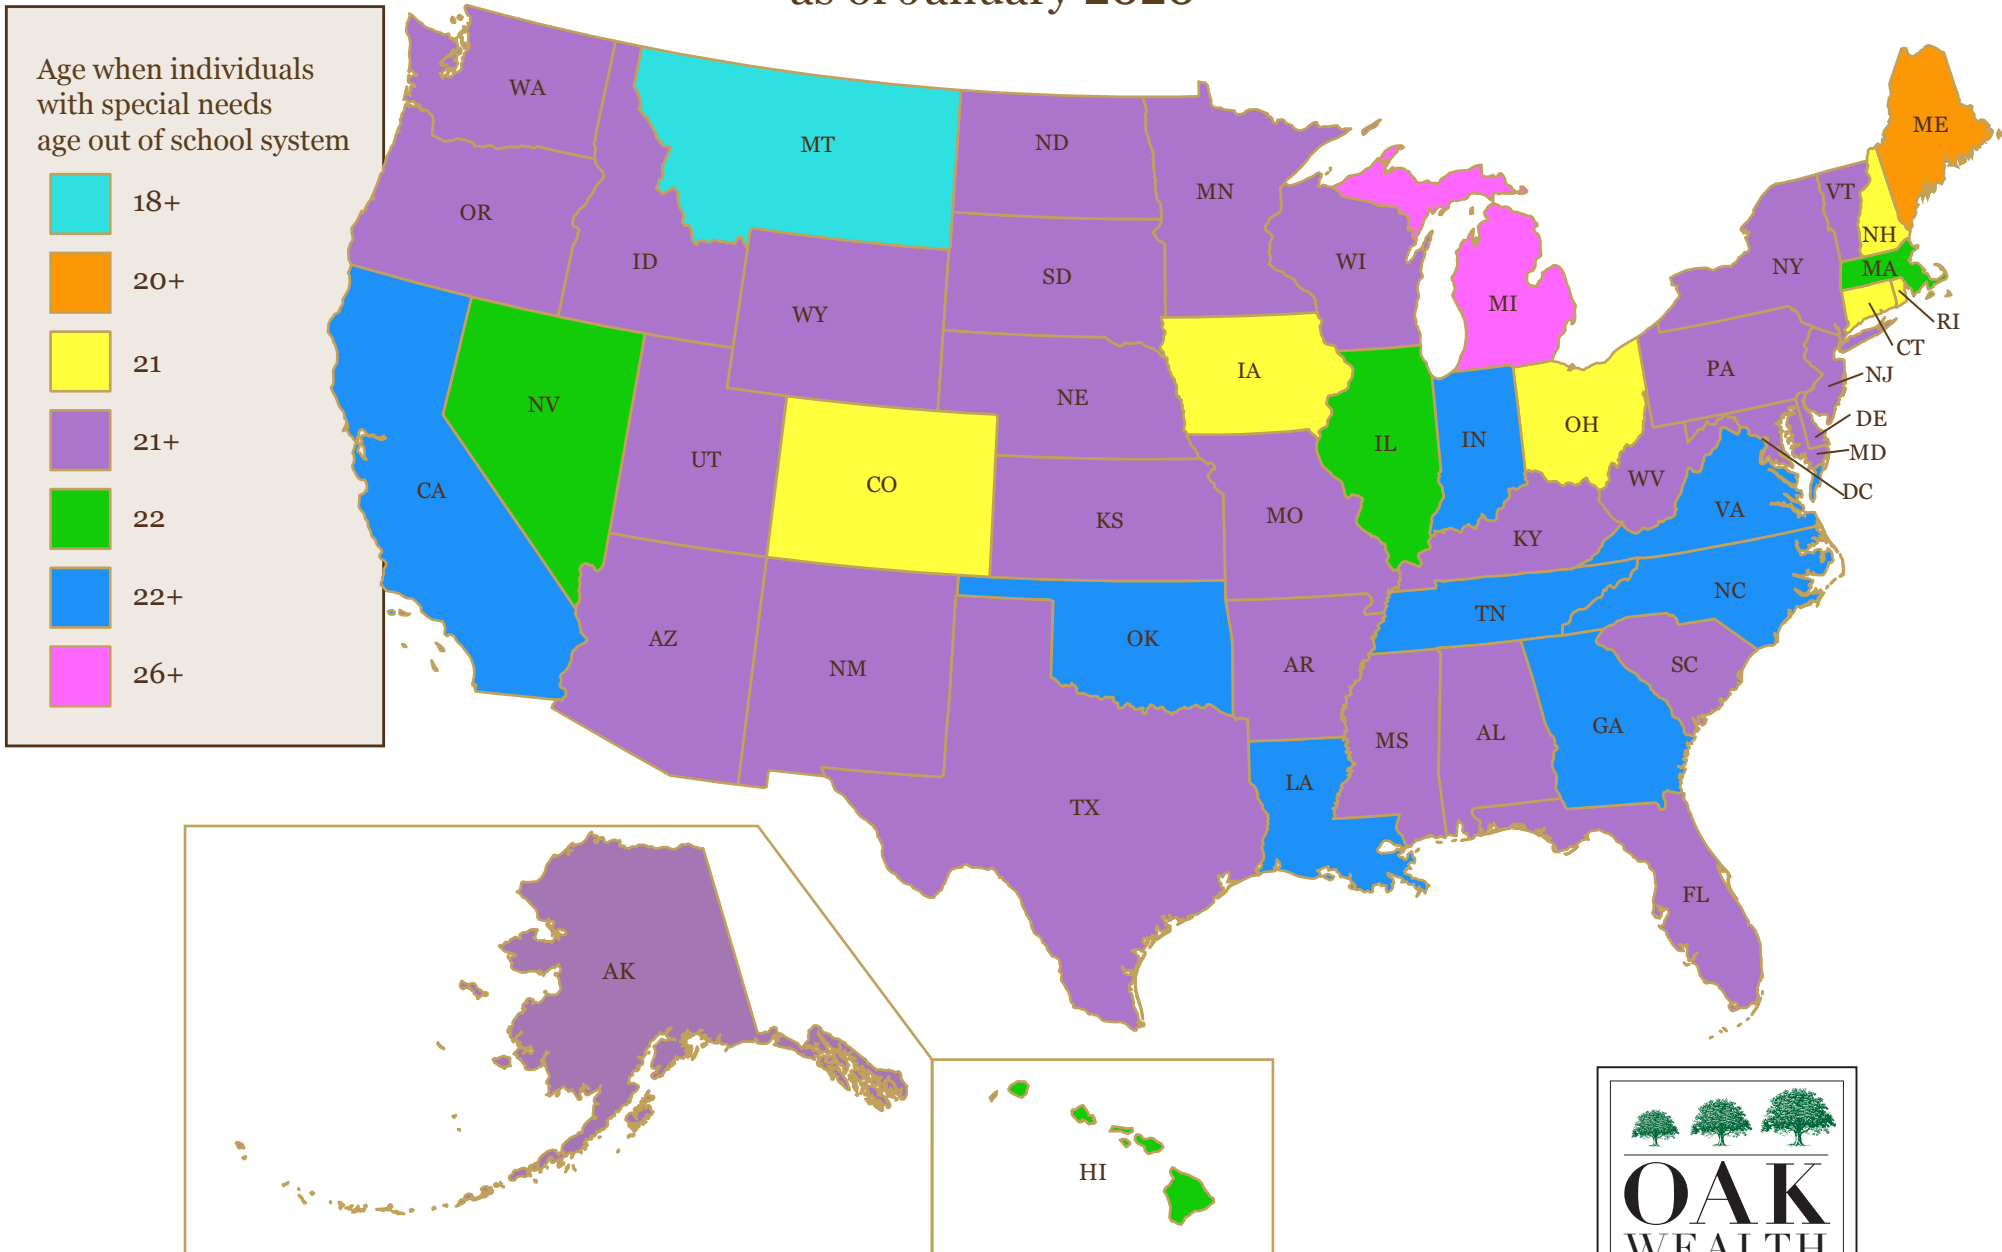 Age when individuals
with special needs
age out of school system
18+
20+
21
21+
22
22+
26+
WA
MT
ND
MN
ME
OR
ID
SD
WI
VT
NH
NY
MA
WY
MI
RI
CT
IA
PA
NJ
NE
NV
DE
OH
IL
IN
MD
UT
WV
CO
CA
DC
VA
KS
MO
KY
NC
TN
AZ
OK
NM
AR
SC
GA
MS
AL
LA
TX
FL
AK
HI
OAK
WEALTH